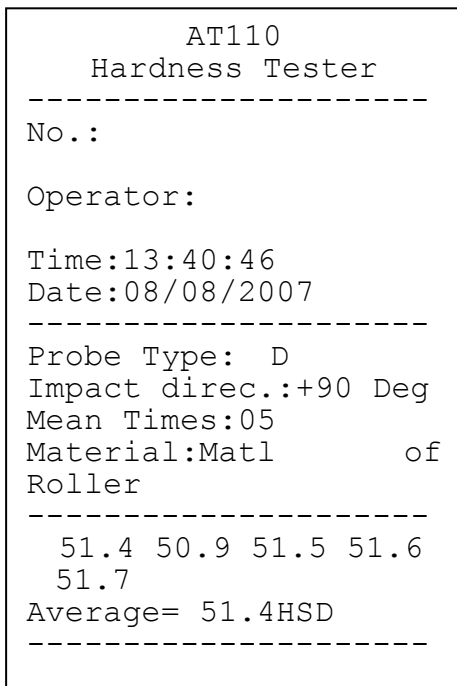 AT110
Hardness Tester
---------------------
No.:
Operator:
Time:13:40:46
Date:08/08/2007
---------------------
Probe Type: D
Impact direc.:+90 Deg
Mean Times:05
Material:Matl of
Roller
---------------------
51.4 50.9 51.5 51.6
51.7
Average= 51.4HSD
---------------------